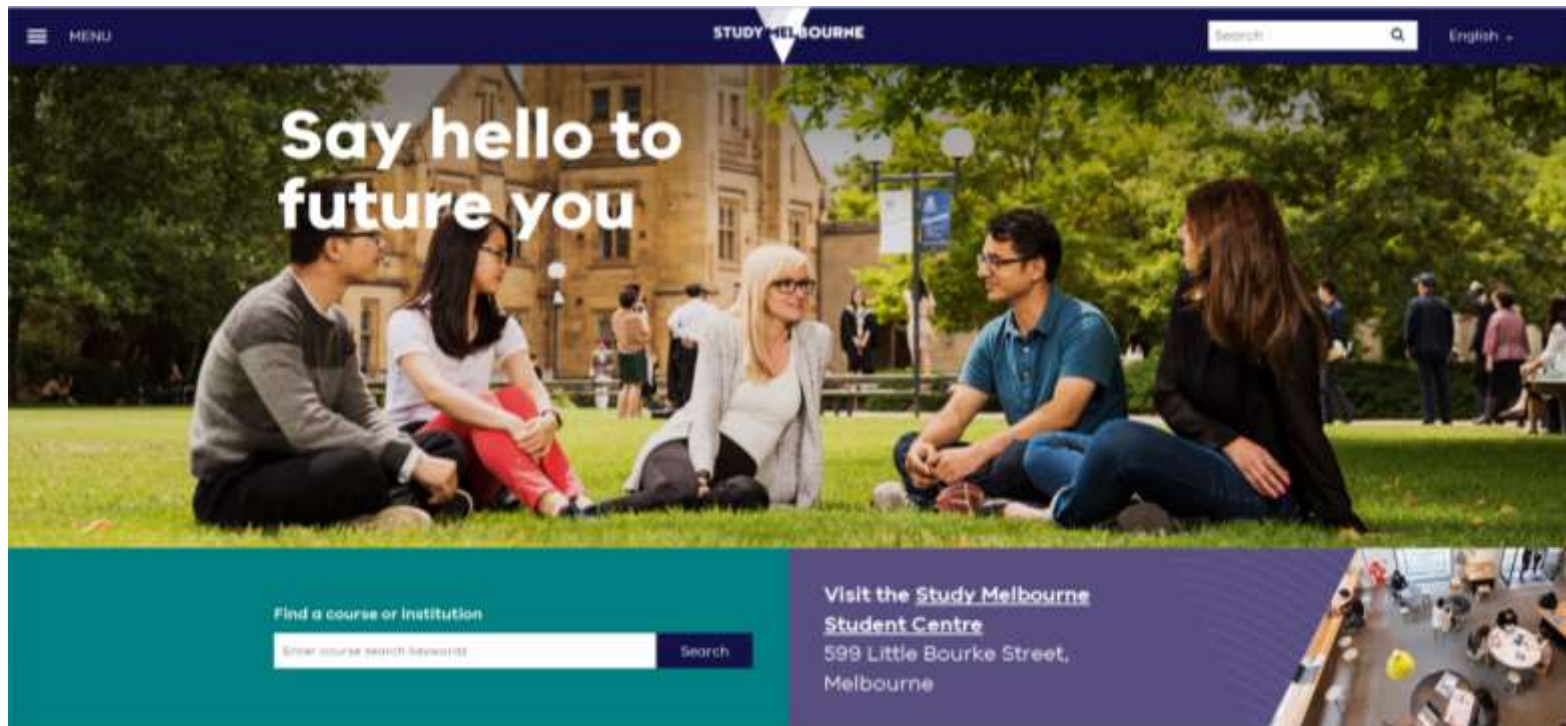 MENU
STUDY MELBOURNE
Search
English
Say hello to
future you
Find a course or institution
Enter course search keywords
Search
Visit the Study Melbourne
Student Centre
599 Little Bourke Street,
Melbourne